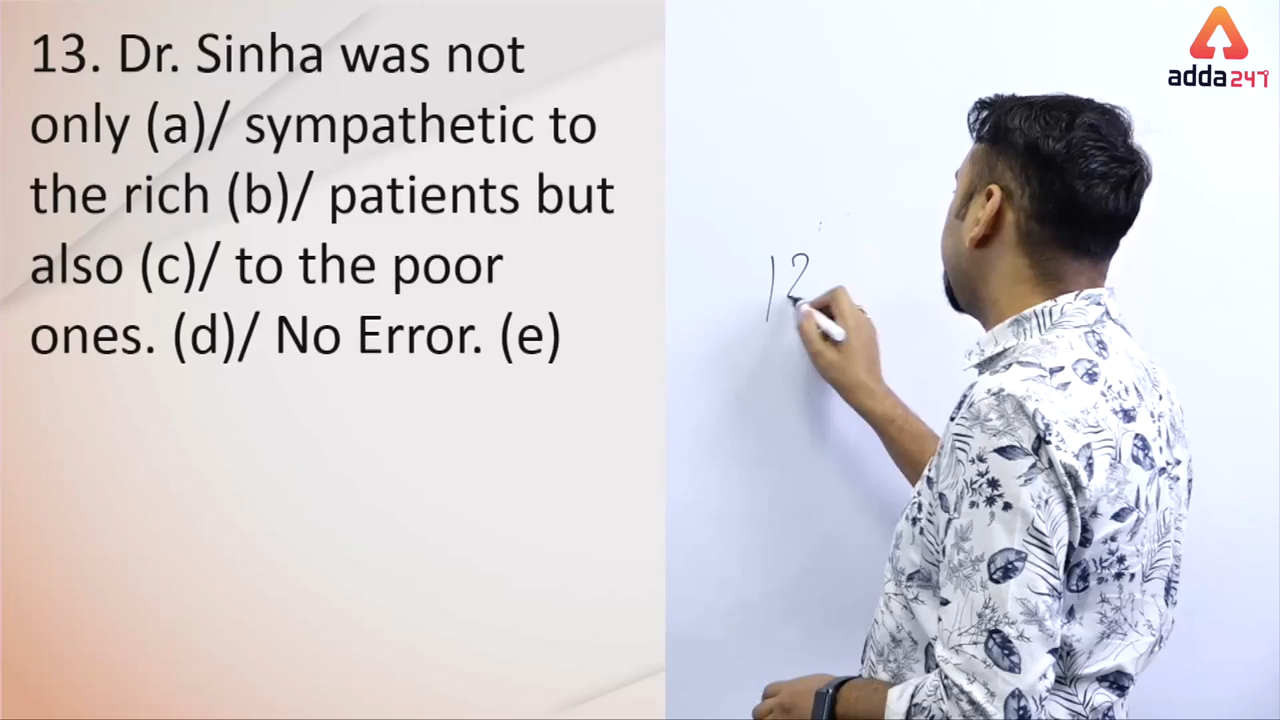 13. Dr. Sinha was not
only (a)/ sympathetic to
the rich (b)/ patients but
also (c)/ to the poor
ones. (d)/ No Error. (e)
12
adda247